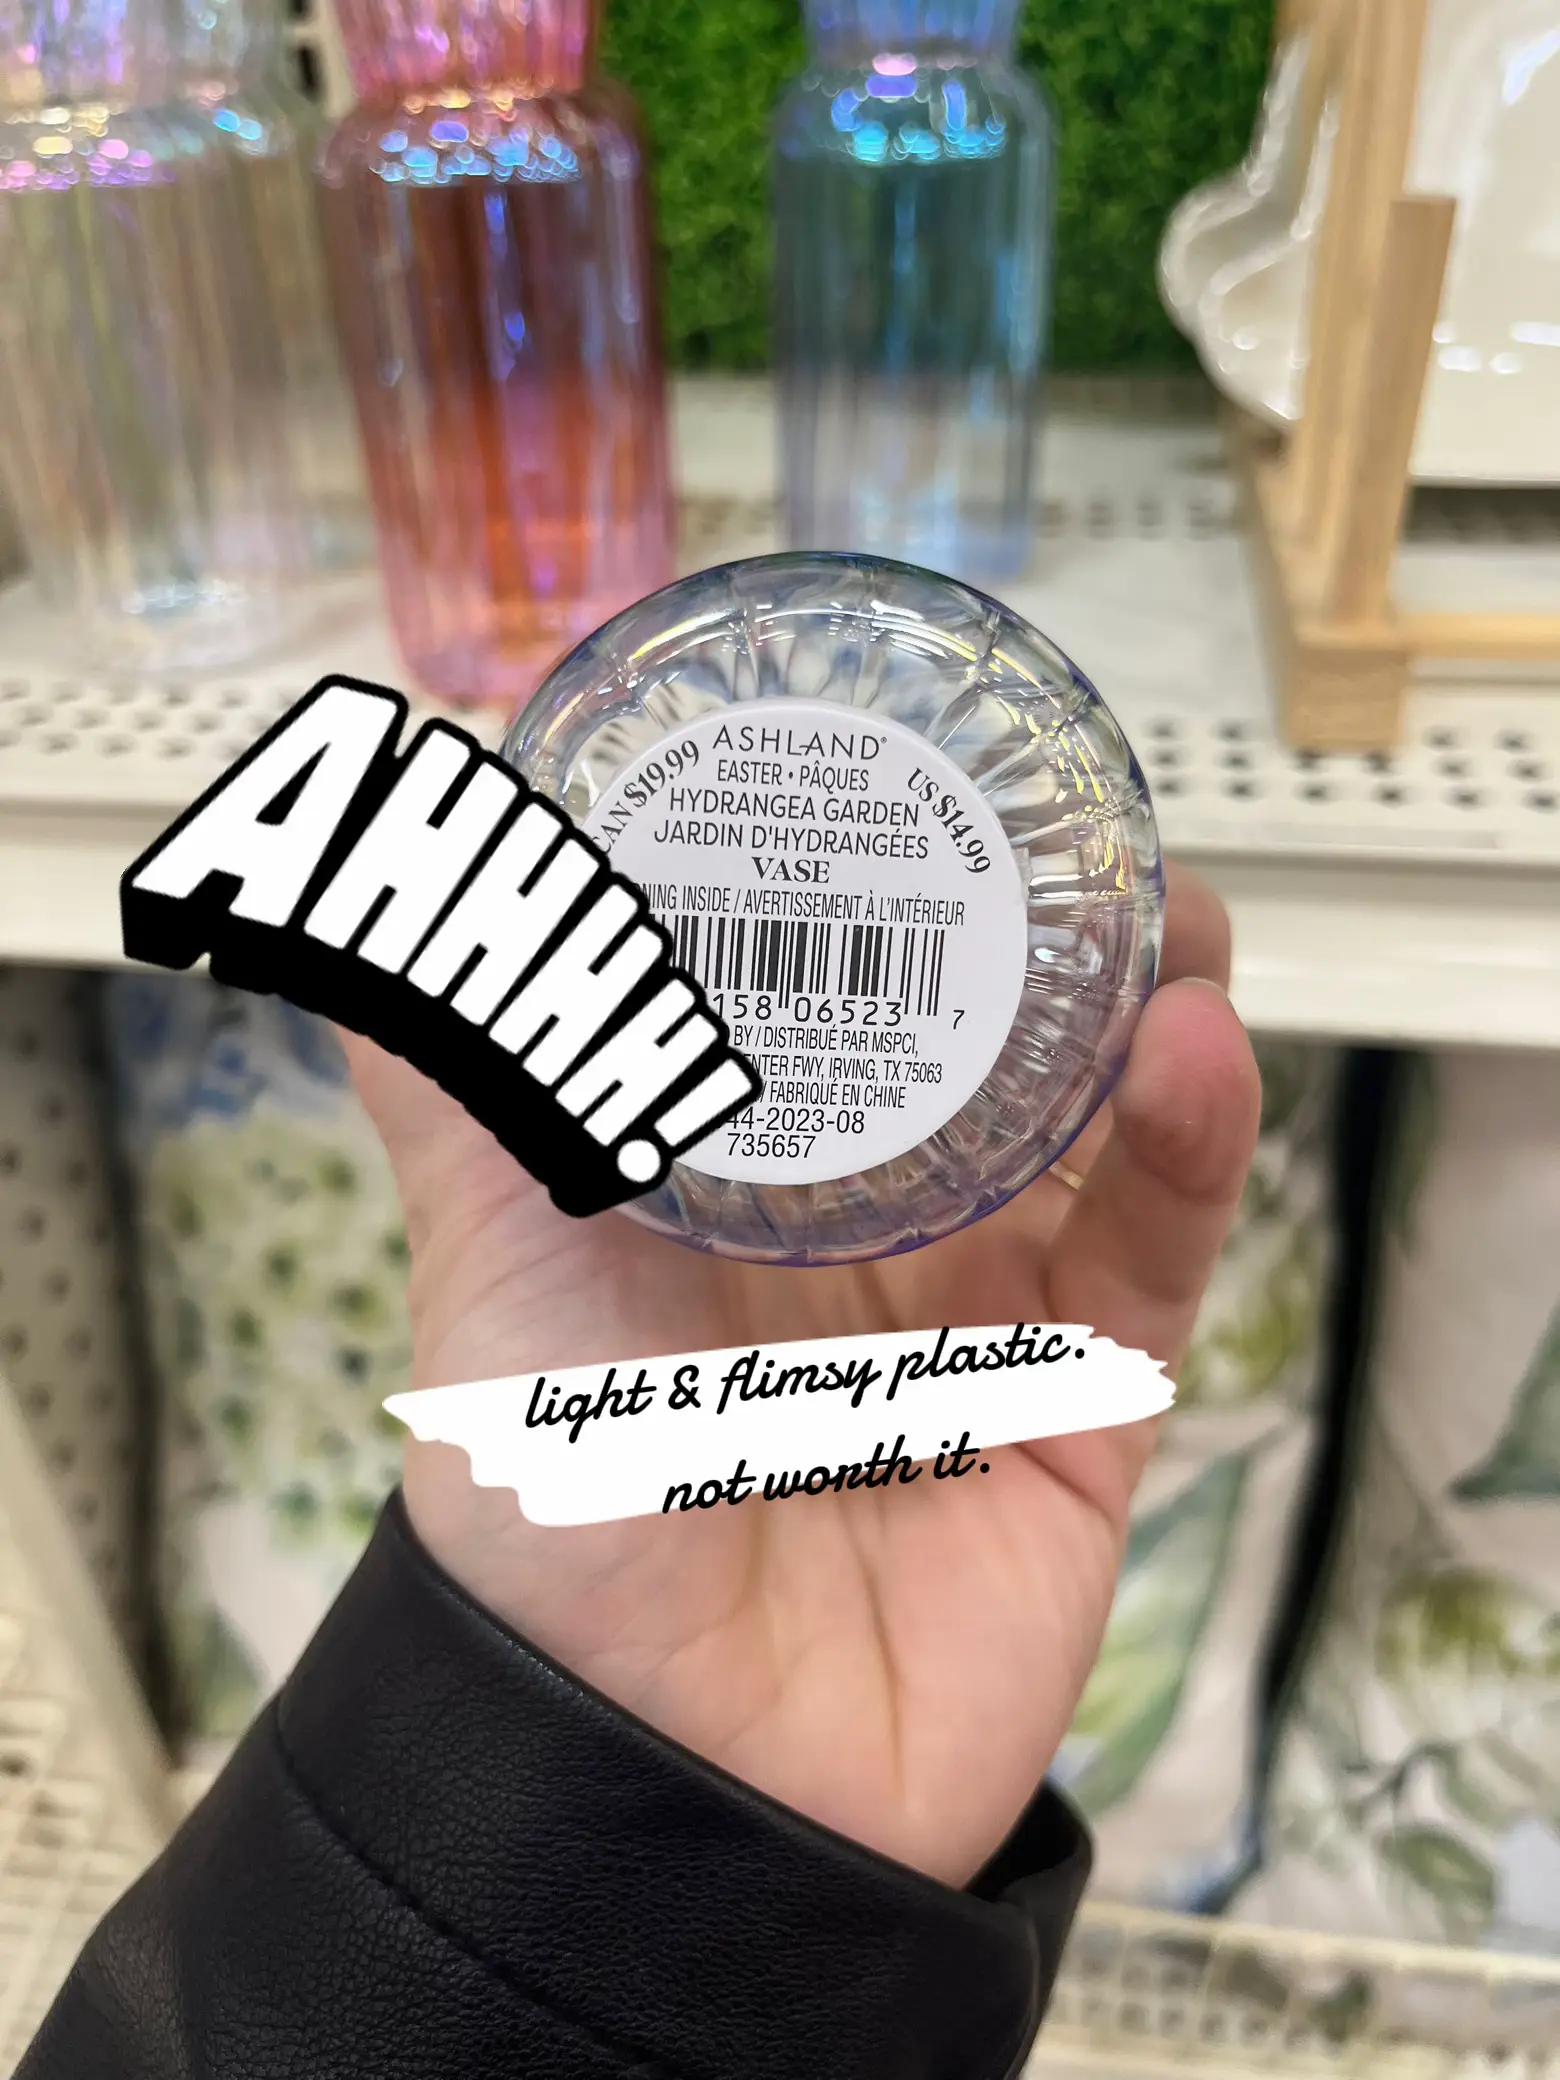 AHHHH!
ASHLAND®
EASTER • PÂQUES
CAN $19.99
US $14.99
HYDRANGEA GARDEN
JARDIN D'HYDRANGÉES
VASE
INSIDE / AVERTISSEMENT À L'INTÉRIEUR
158 06523 7
BY / DISTRIBUÉ PAR MSPCI,
FWY, IRVING, TX 75063
/ FABRIQUÉ EN CHINE
44-2023-08
735657
light & flimsy plastic.
not worth it.